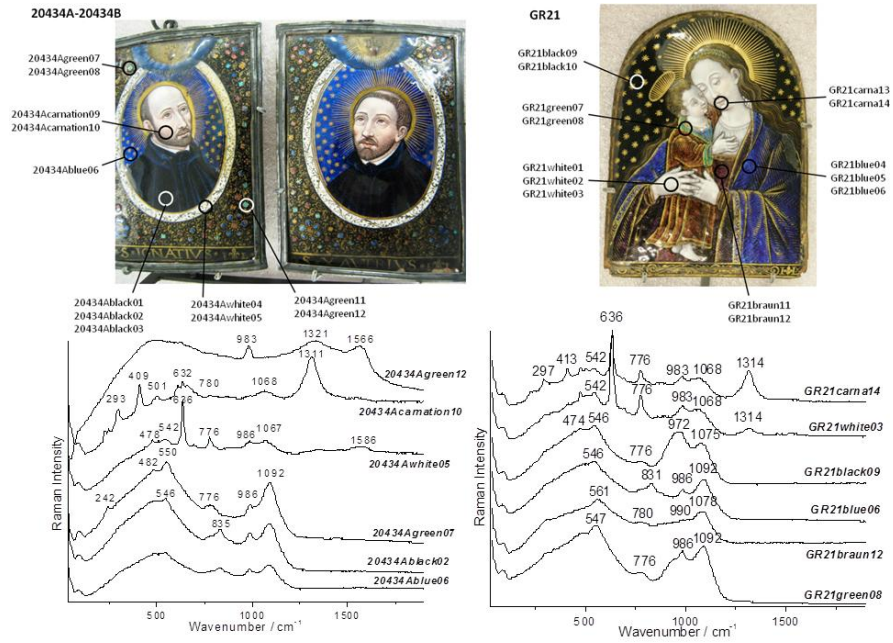 20434A-20434B
20434Agreen07
20434Agreen08
20434Acarnation09
20434Acarnation10
20434Ablue06
20434Ablack01
20434Ablack02
20434Ablack03
20434Awhite04
20434Awhite05
20434Agreen11
20434Agreen12
GR21
GR21black09
GR21black10
GR21green07
GR21green08
GR21white01
GR21white02
GR21white03
GR21carna13
GR21carna14
GR21blue04
GR21blue05
GR21blue06
GR21braun11
GR21braun12
983 1321 1566
20434Agreen12
293 409 501 632 780 1068 1311
20434Acarnation10
478 542 636 776 986 1067 1586
20434Awhite05
242 482 550 776 986 1092
20434Agreen07
546 835
20434Ablack02
20434Ablue06
Raman Intensity
500 1000 1500
Wavenumber / cm-1
297 413 542 636 776 983 1068 1314
GR21carna14
542 776 983 1068 1314
GR21white03
474 546 776 972 1075
GR21black09
546 831 986 1092
GR21blue06
561 780 990 1078
GR21braun12
547 776 986 1092
GR21green08
Raman Intensity
500 1000 1500
Wavenumber / cm-1